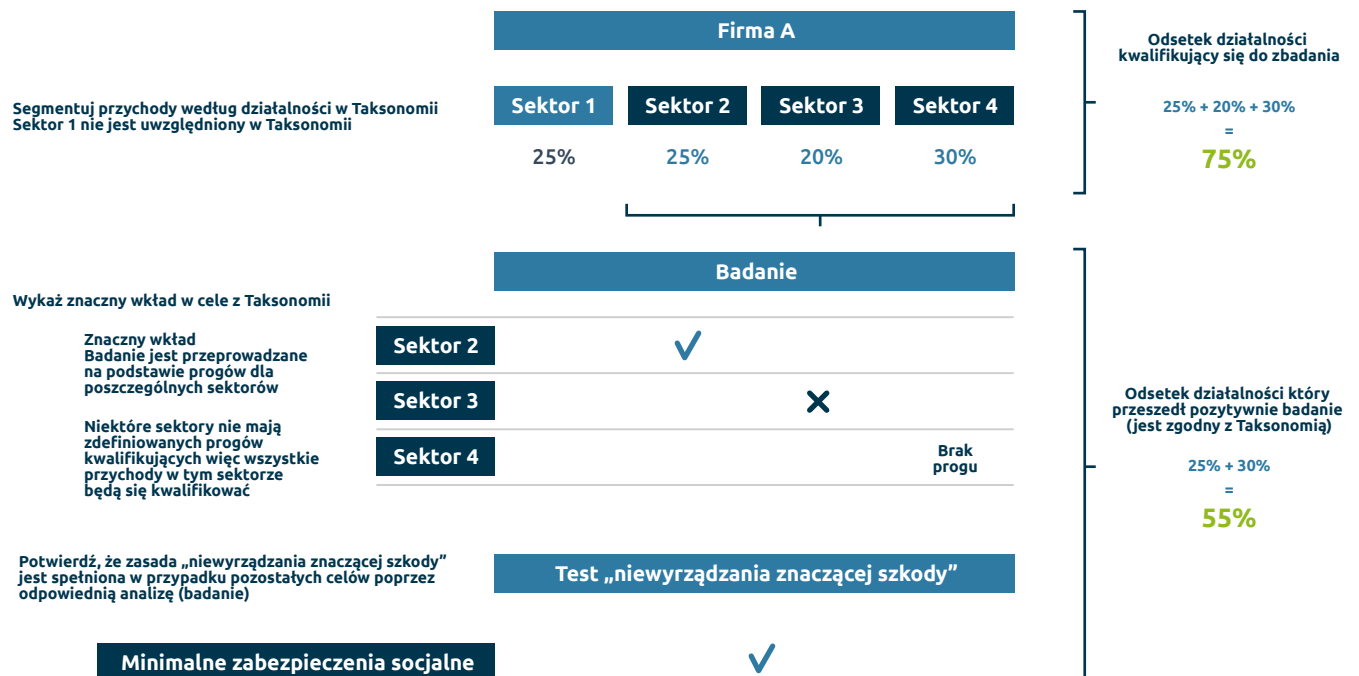 Firma A
Odsetek działalności
kwalifikujący się do zbadania
Segmentuj przychody według działalności w Taksonomii
Sektor 1 nie jest uwzględniony w Taksonomii
Sektor 1
Sektor 2
Sektor 3
Sektor 4
25%
25%
20%
30%
25% + 20% + 30%
=
75%
Badanie
Wykaż znaczny wkład w cele z Taksonomii
Znaczny wkład
Badanie jest przeprowadzane
na podstawie progów dla
poszczególnych sektorów
Niektóre sektory nie mają
zdefiniowanych progów
kwalifikujących więc wszystkie
przychody w tym sektorze
będą się kwalifikować
Sektor 2
Sektor 3
Sektor 4
Brak
progu
Odsetek działalności który
przeszedł pozytywnie badanie
(jest zgodny z Taksonomią)
25% + 30%
=
55%
Potwierdź, że zasada „niewyrządzania znaczącej szkody”
jest spełniona w przypadku pozostałych celów poprzez
odpowiednią analizę (badanie)
Test „niewyrządzania znaczącej szkody”
Minimalne zabezpieczenia socjalne